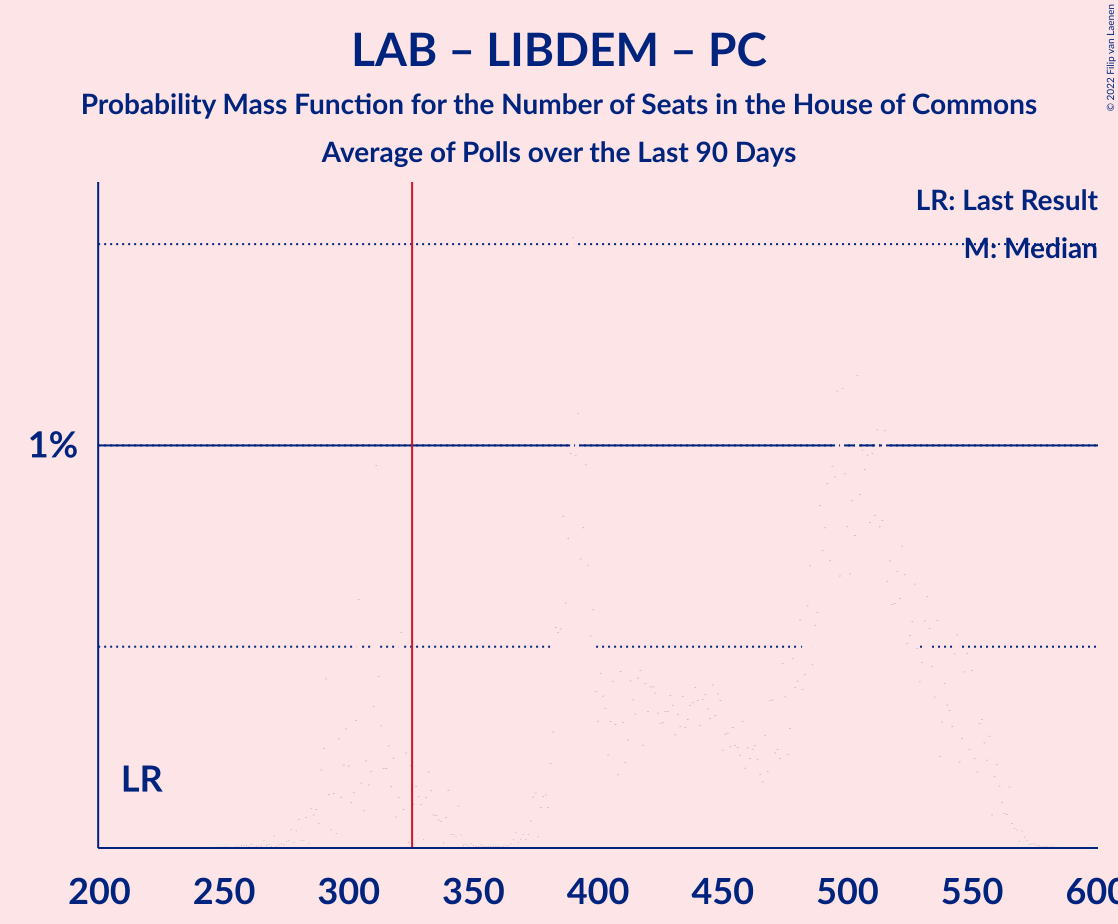 LAB – LIBDEM – PC
Probability Mass Function for the Number of Seats in the House of Commons
Average of Polls over the Last 90 Days
© 2022 Filip van Laenen
LR: Last Result
M: Median
1%
LR
200 250 300 350 400 450 500 550 600